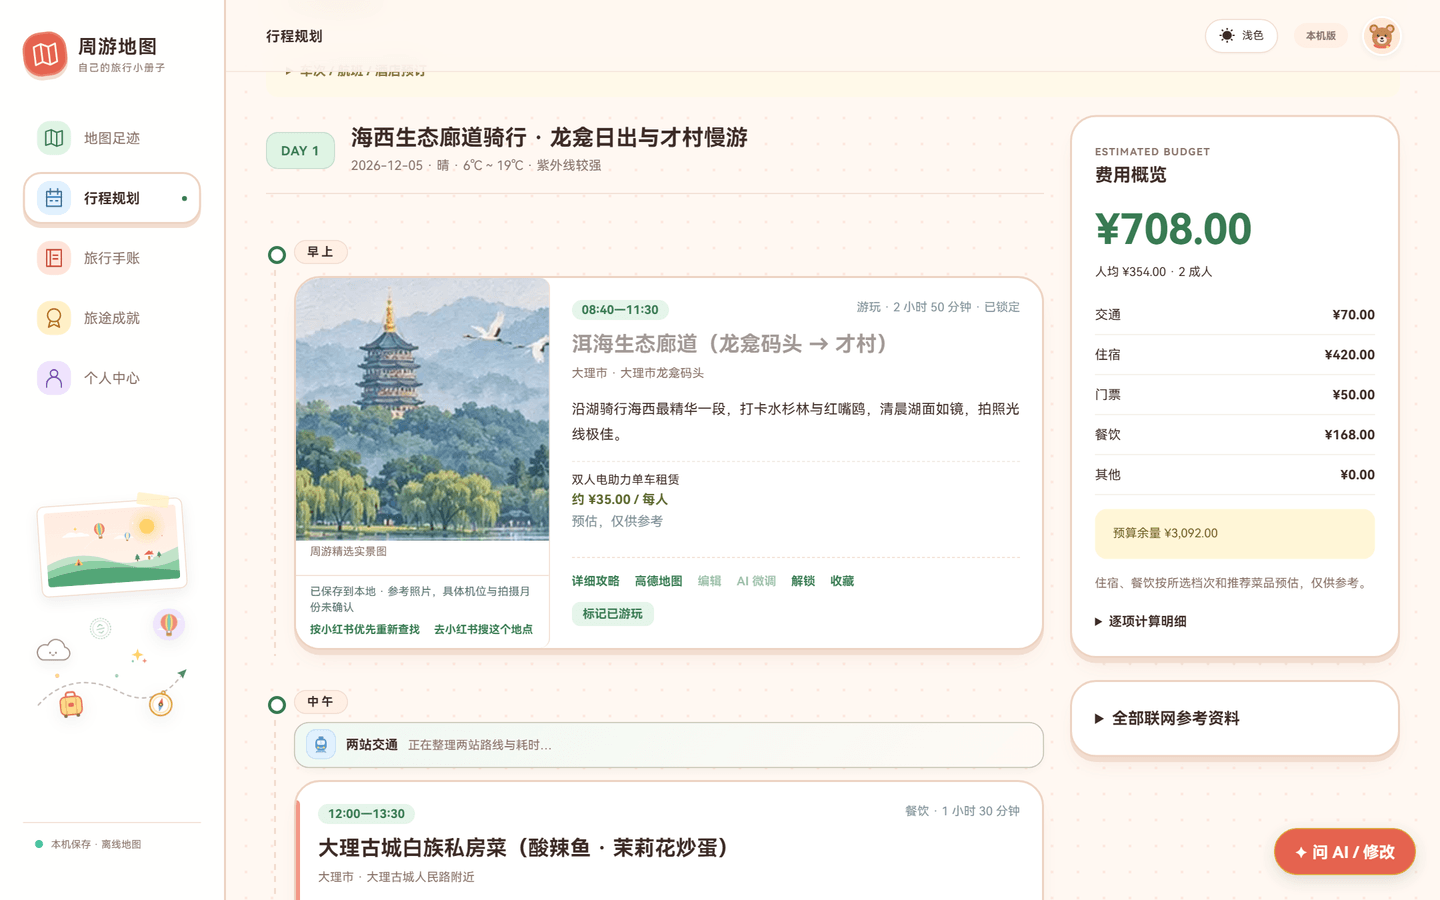 周游地图
自己的旅行小册子
地图足迹
行程规划
旅行手账
旅途成就
个人中心
本机保存 · 离线地图
行程规划
浅色
本机版
▶ 车次 / 航班 / 酒店预订
DAY 1
海西生态廊道骑行 · 龙龛日出与才村慢游
2026-12-05 · 晴 · 6℃ ~ 19℃ · 紫外线较强
早上
08:40—11:30
游玩 · 2 小时 50 分钟 · 已锁定
洱海生态廊道（龙龛码头 → 才村）
大理市 · 大理市龙龛码头
沿湖骑行海西最精华一段，打卡水杉林与红嘴鸥，清晨湖面如镜，拍照光
线极佳。
双人电助力单车租赁
约 ¥35.00 / 每人
预估，仅供参考
周游精选实景图
已保存到本地 · 参考照片，具体机位与拍摄月
份未确认
按小红书优先重新查找 去小红书搜这个地点
详细攻略 高德地图 编辑 AI 微调 解锁 收藏
标记已游玩
中午
两站交通 正在整理两站路线与耗时...
12:00—13:30
餐饮 · 1 小时 30 分钟
大理古城白族私房菜（酸辣鱼 · 茉莉花炒蛋）
大理市 · 大理古城人民路附近
ESTIMATED BUDGET
费用概览
¥708.00
人均 ¥354.00 · 2 成人
交通 ¥70.00
住宿 ¥420.00
门票 ¥50.00
餐饮 ¥168.00
其他 ¥0.00
预算余量 ¥3,092.00
住宿、餐饮按所选档次和推荐菜品预估，仅供参考。
▶ 逐项计算明细
▶ 全部联网参考资料
✦ 问 AI / 修改